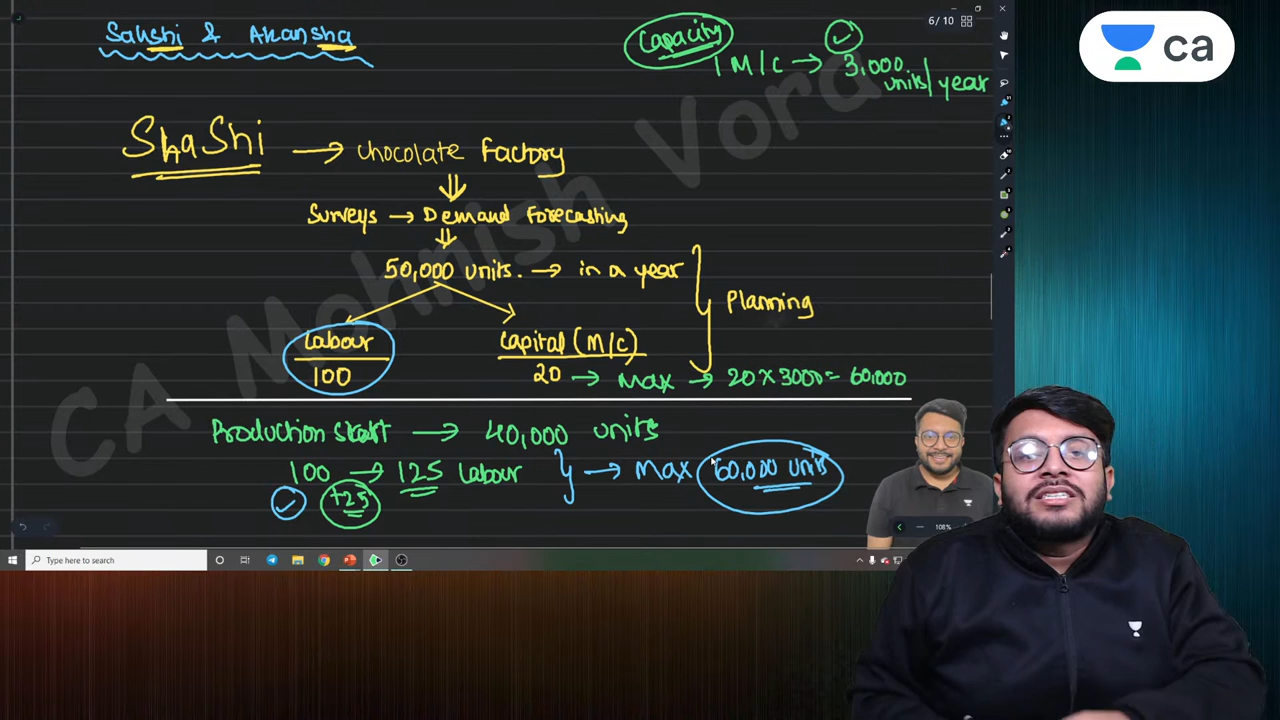 Sakshi & Akansha
6/10
ca
Capacity
1 M/C → 3,000
units/year
ShaShi → Chocolate Factory
Surveys → Demand Forecasting
50,000 units. → in a year
Planning
Labour
100
Capital (M/C)
20 → Max → 20 x 3000 = 60,000
Production start → 40,000 units
100 → 125 Labour → Max 60,000 units
+25
CA Mohnish Vora
108%
Type here to search